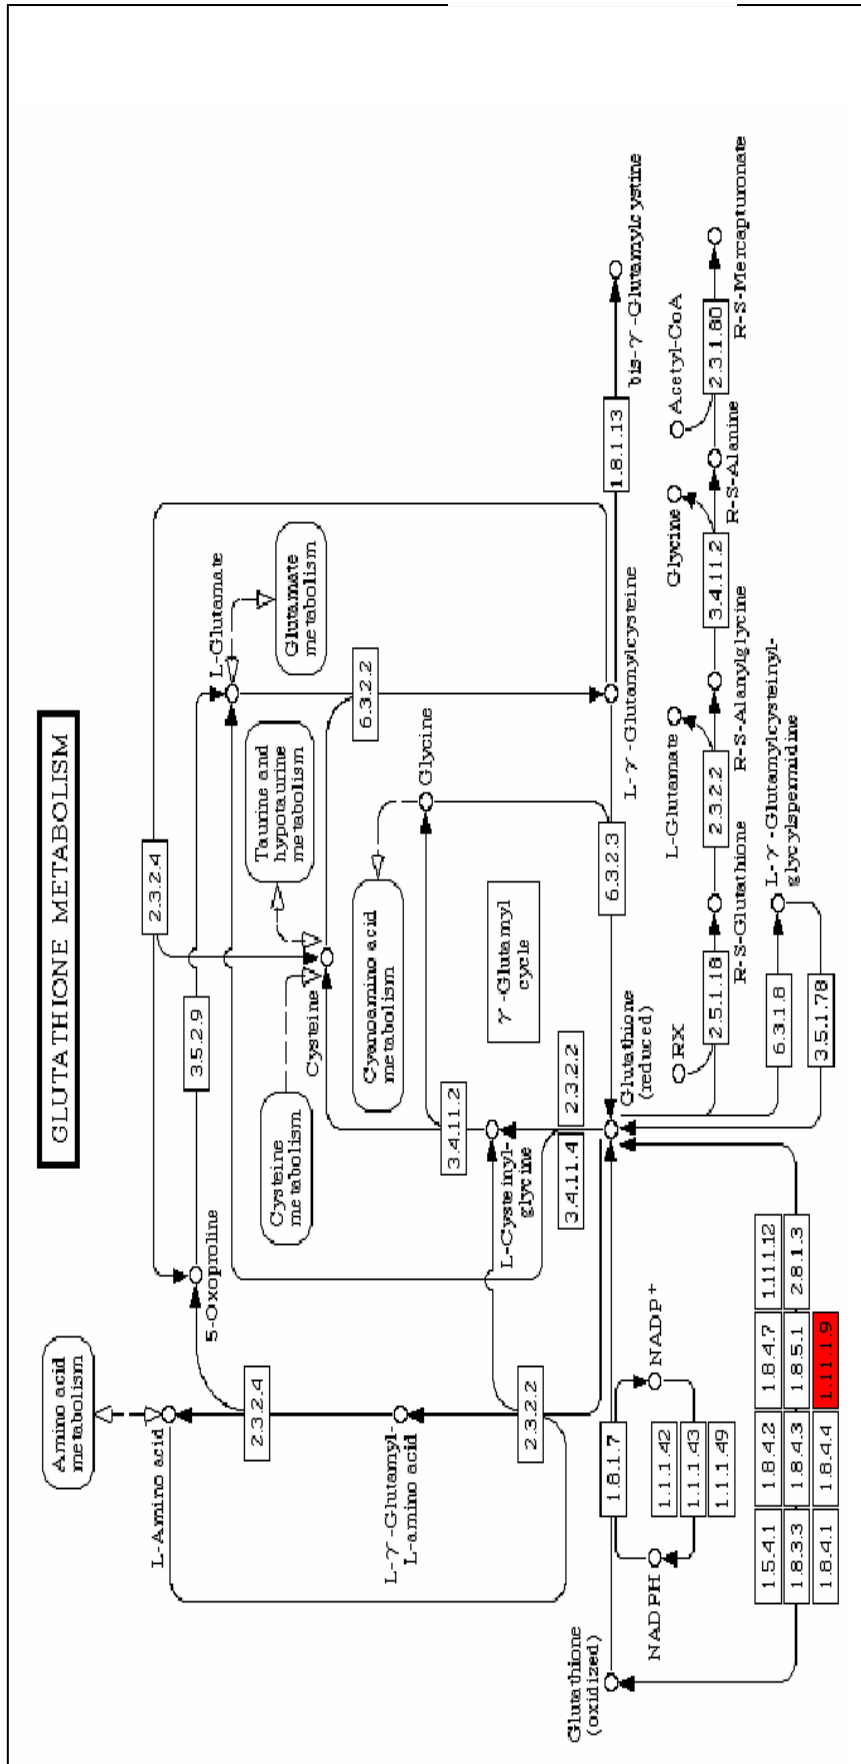 GLUTATHIONE METABOLISM
Amino acid
metabolism
L-Amino acid
2.3.2.4
5-Oxoproline
3.5.2.9
2.3.2.4
L-Glutamate
Glutamate
metabolism
Cysteine
metabolism
Cysteine
Taurine and
hypotaurine
metabolism
6.3.2.2
Cyanoamino acid
metabolism
Glycine
L-γ-Glutamyl-
L-amino acid
2.3.2.2
L-Cysteinyl-
glycine
3.4.11.2
γ-Glutamyl
cycle
3.4.11.4
2.3.2.2
6.3.2.3
L-γ-Glutamylcysteine
1.8.1.13
bis-γ-Glutamylcystine
Glutathione
(oxidized)
1.8.1.7
Glutathione
(reduced)
NADPH
NADP+
1.1.1.42
1.1.1.43
1.1.1.49
RX
2.5.1.18
R-S-Glutathione
L-Glutamate
2.3.2.2
R-S-Alanylglycine
Glycine
3.4.11.2
R-S-Alanine
Acetyl-CoA
2.3.1.80
R-S-Mercapturonate
6.3.1.8
L-γ-Glutamylcysteinyl-
glycylspermidine
3.5.1.78
1.5.4.1 1.8.4.2 1.8.4.7 1.11.1.12
1.8.3.3 1.8.4.3 1.8.5.1 2.8.1.3
1.8.4.1 1.8.4.4 1.11.1.9